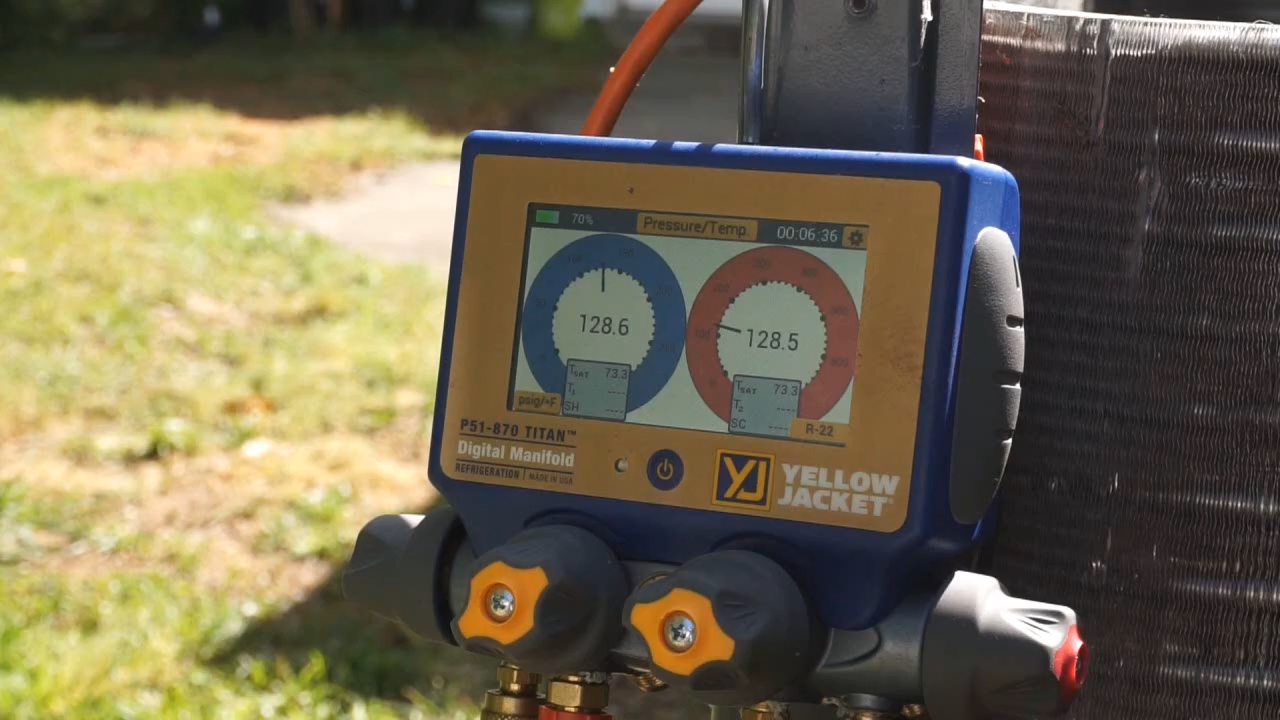 70%
Pressure/Temp.
00:06:36
128.6
128.5
TSAT 73.3
T1 ----
SH ----
TSAT 73.3
T2 ----
SC ----
psig/°F
R-22
P51-870 TITAN™
Digital Manifold
REFRIGERATION | MADE IN USA
YJ YELLOW
JACKET®